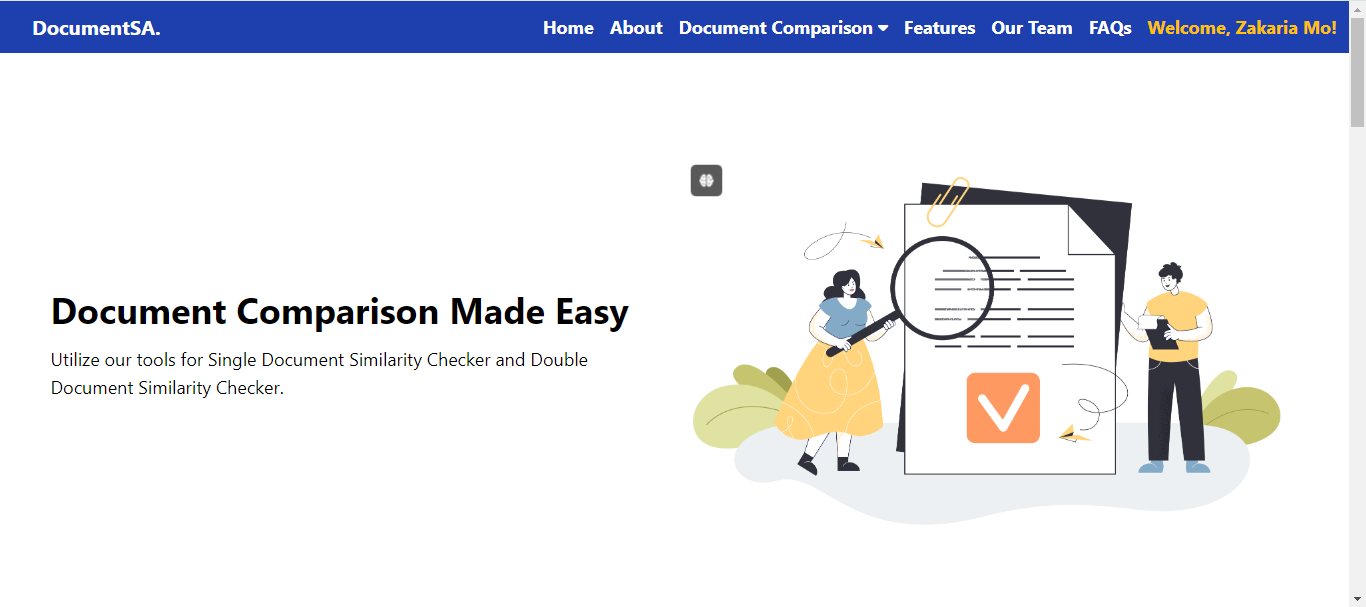 DocumentSA.
Home About Document Comparison Features Our Team FAQs Welcome, Zakaria Mo!
Document Comparison Made Easy
Utilize our tools for Single Document Similarity Checker and Double
Document Similarity Checker.